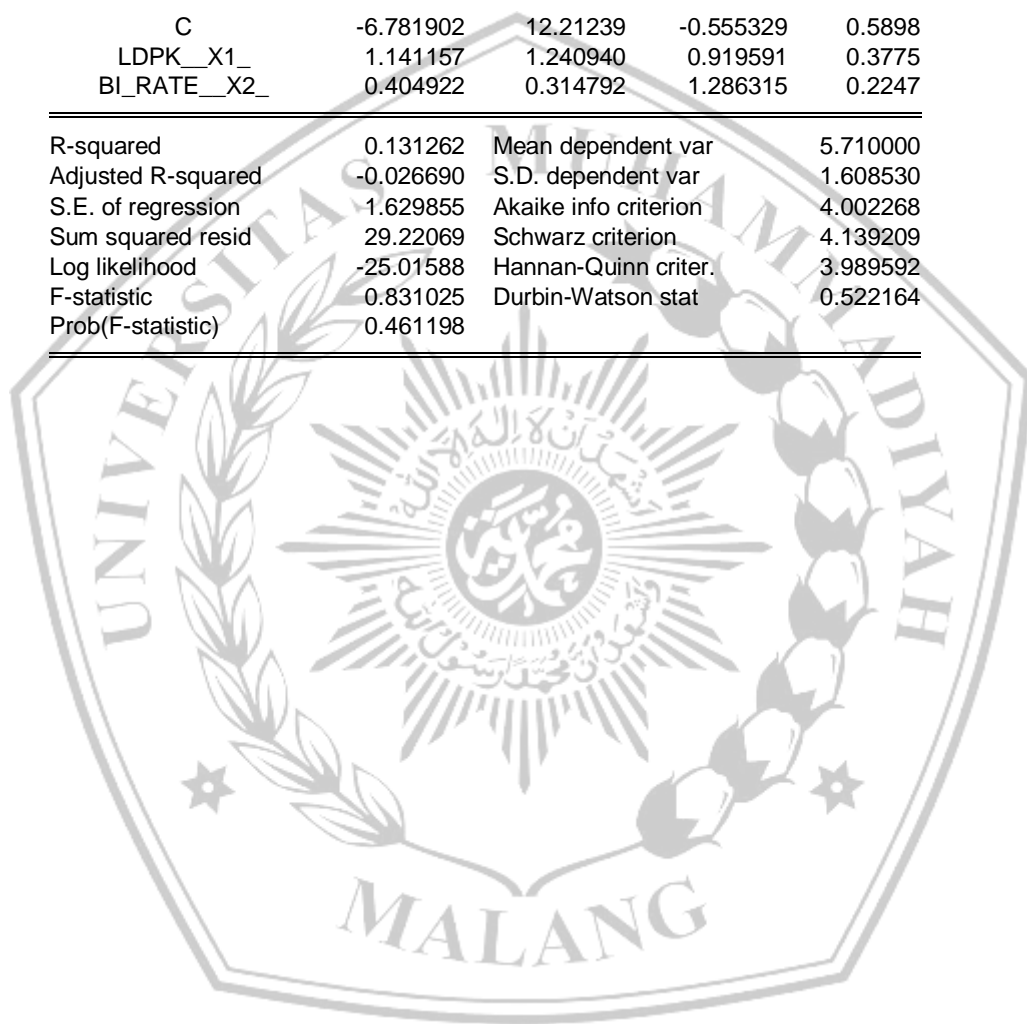 C -6.781902 12.21239 -0.555329 0.5898
LDPK__X1_ 1.141157 1.240940 0.919591 0.3775
BI_RATE__X2_ 0.404922 0.314792 1.286315 0.2247
R-squared 0.131262 Mean dependent var 5.710000
Adjusted R-squared -0.026690 S.D. dependent var 1.608530
S.E. of regression 1.629855 Akaike info criterion 4.002268
Sum squared resid 29.22069 Schwarz criterion 4.139209
Log likelihood -25.01588 Hannan-Quinn criter. 3.989592
F-statistic 0.831025 Durbin-Watson stat 0.522164
Prob(F-statistic) 0.461198
UNIVERSITAS MUHAMMADIYAH
MALANG